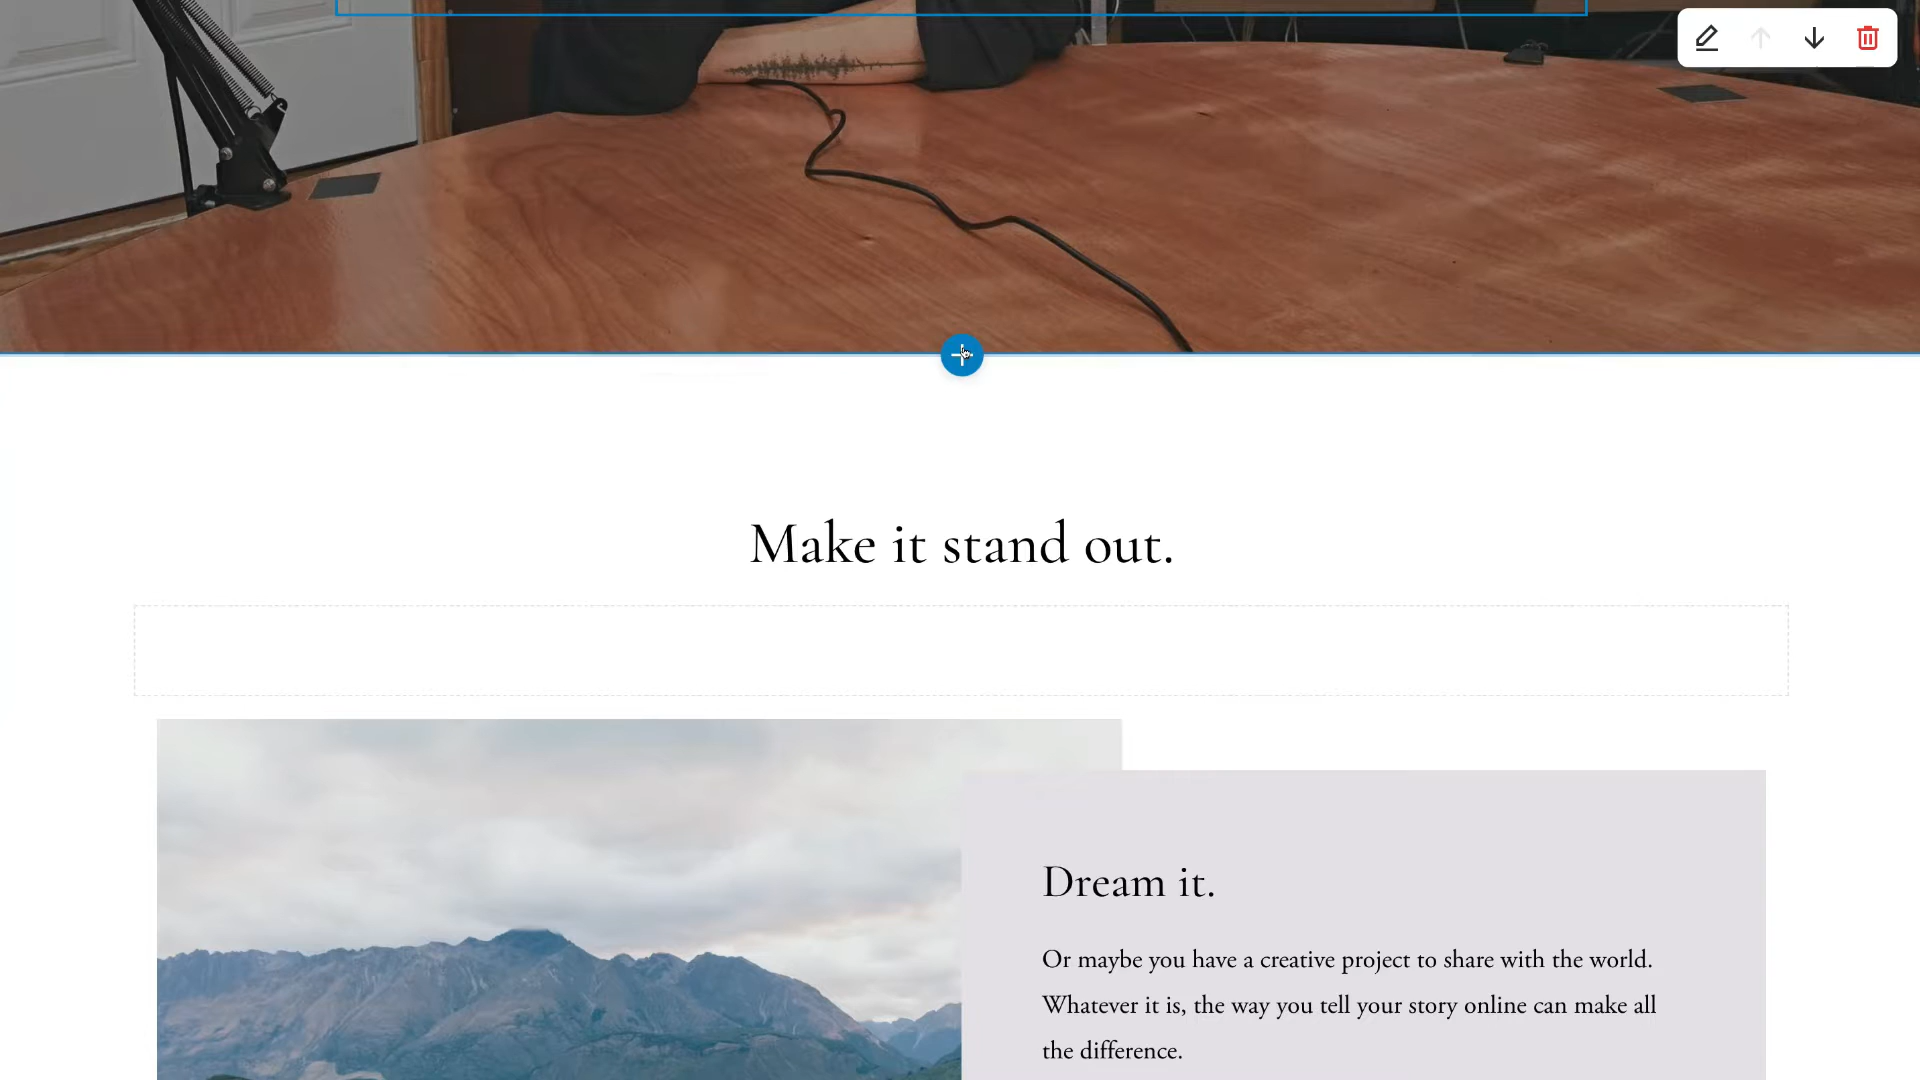 Make it stand out.
Dream it.
Or maybe you have a creative project to share with the world.
Whatever it is, the way you tell your story online can make all
the difference.